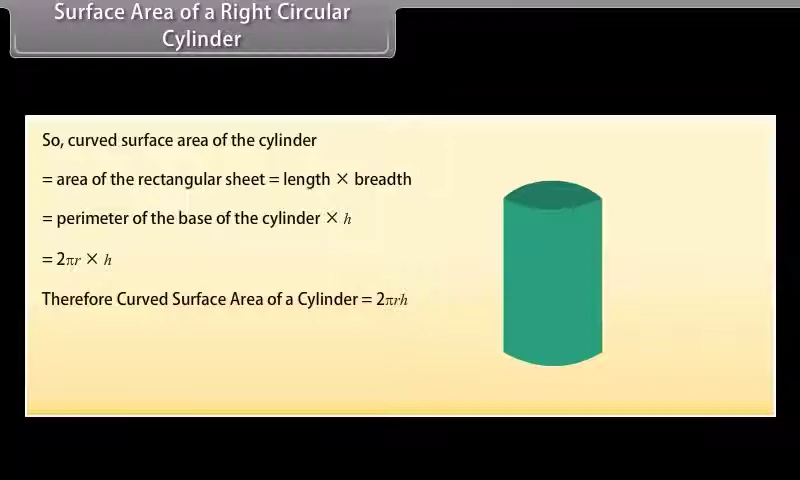 Surface Area of a Right Circular
Cylinder
So, curved surface area of the cylinder
= area of the rectangular sheet = length × breadth
= perimeter of the base of the cylinder × h
= 2πr × h
Therefore Curved Surface Area of a Cylinder = 2πrh